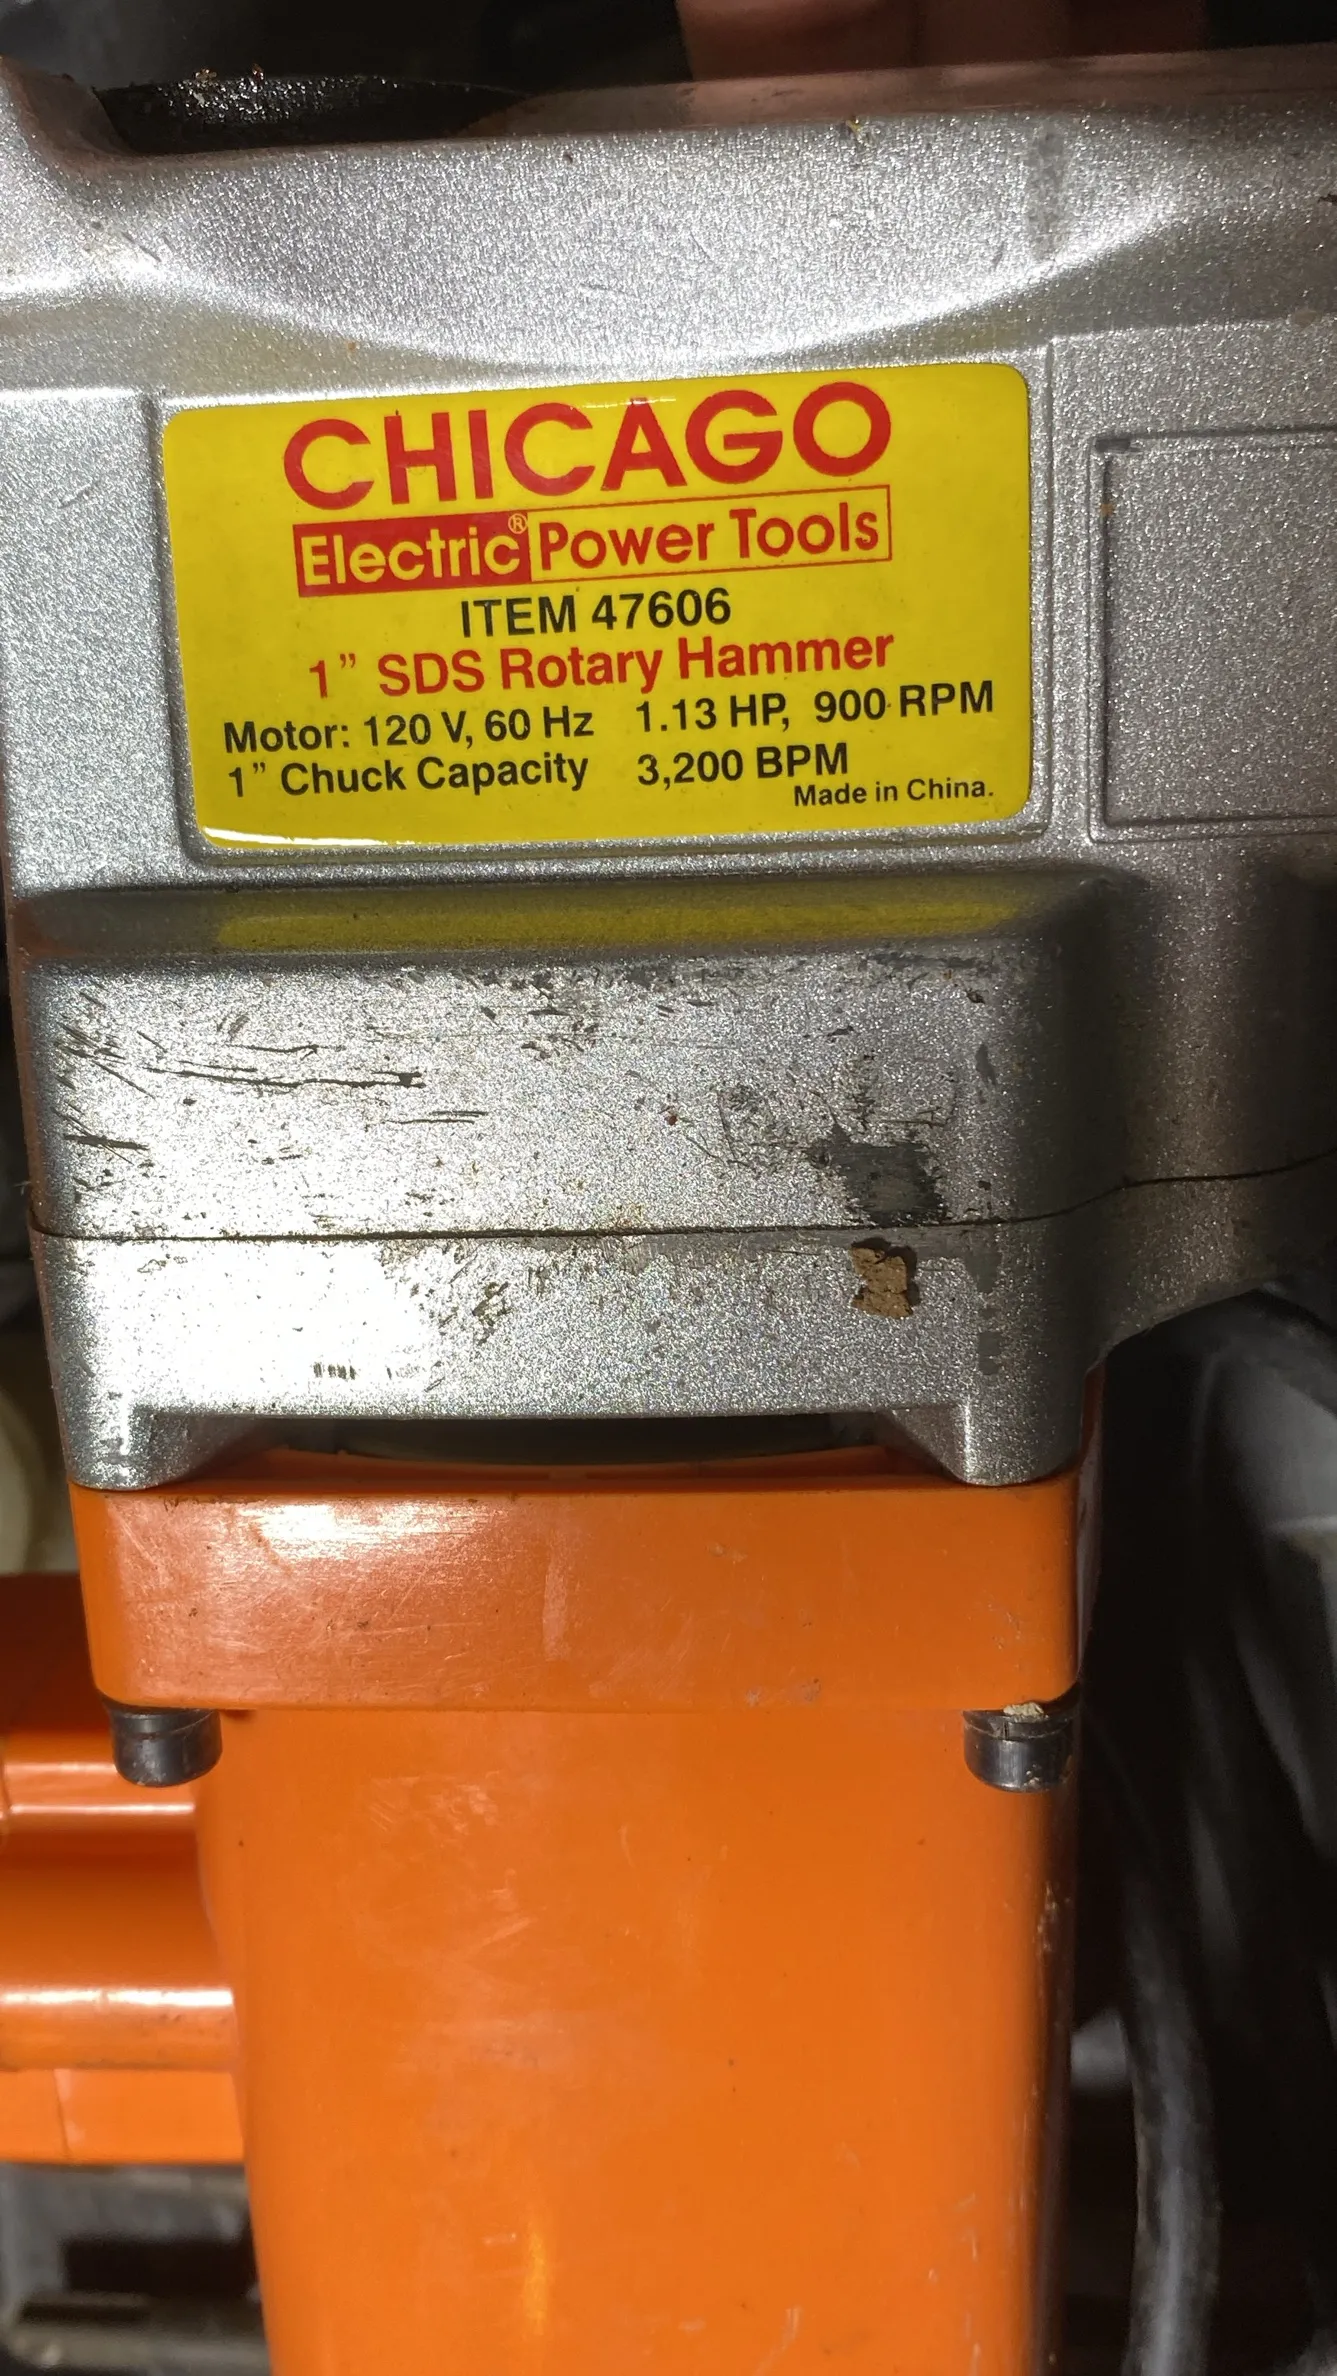 CHICAGO
Electric® Power Tools
ITEM 47606
1” SDS Rotary Hammer
Motor: 120 V, 60 Hz 1.13 HP, 900 RPM
1” Chuck Capacity 3,200 BPM
Made in China.